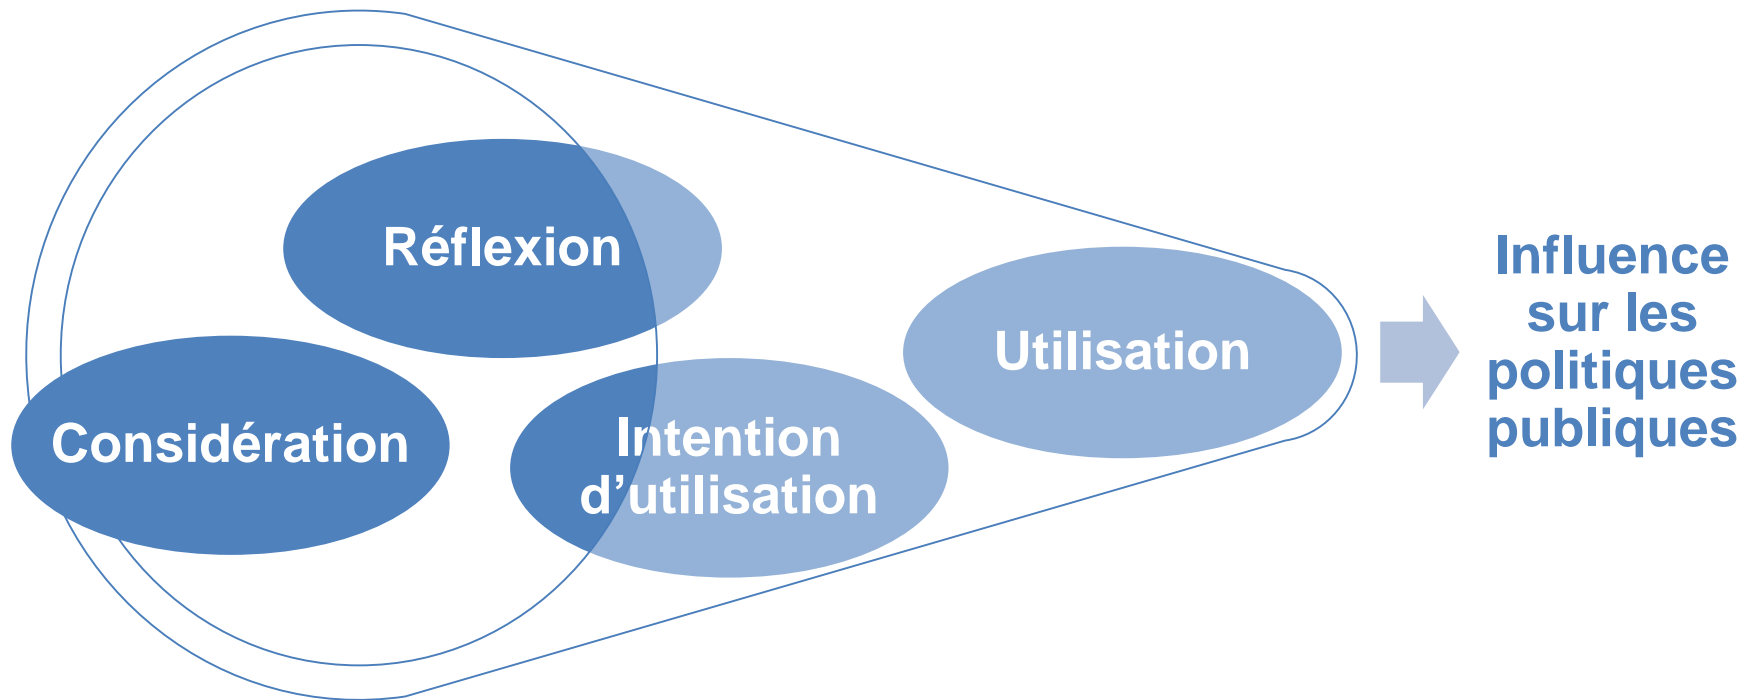 Réflexion
Considération
Intention
d’utilisation
Utilisation
Influence
sur les
politiques
publiques